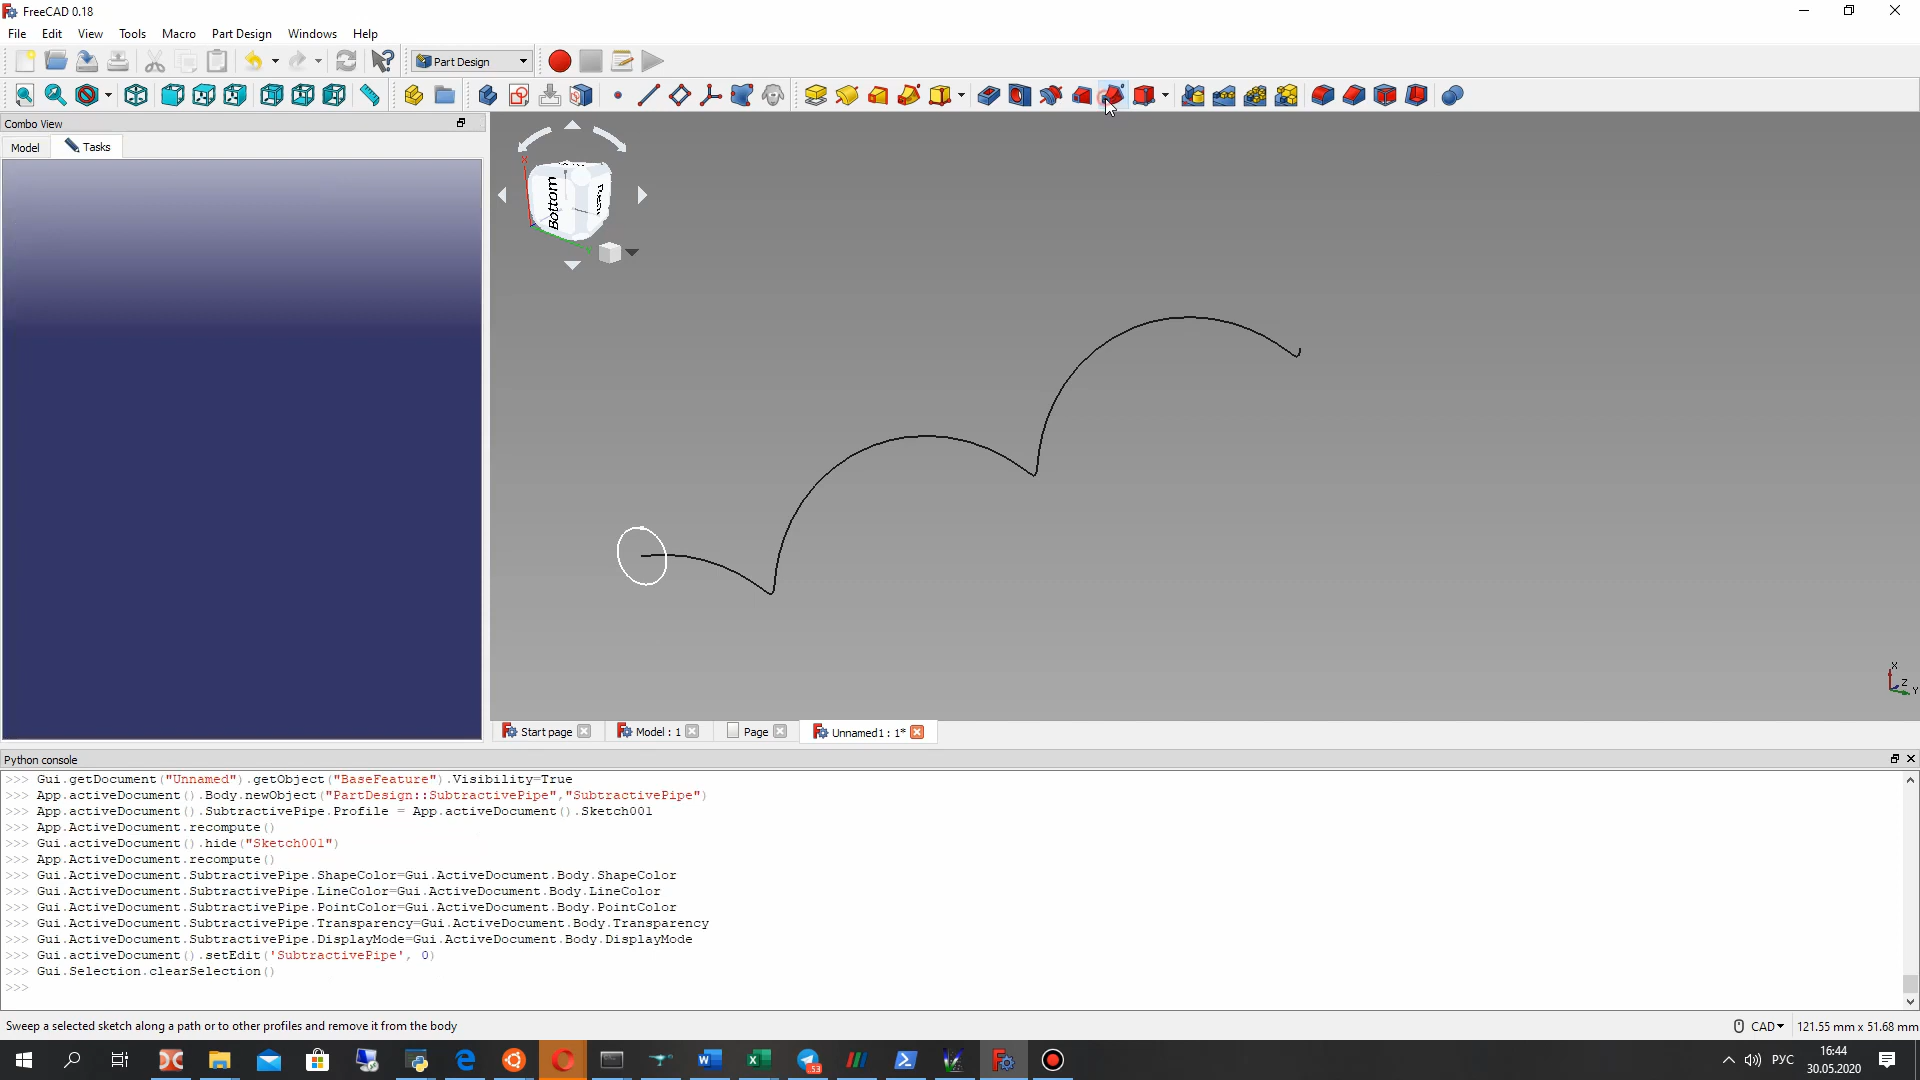 FreeCAD 0.18
File Edit View Tools Macro Part Design Windows Help
Part Design
Combo View
Model Tasks
X
Bottom
X
Z
Y
Start page Model : 1 Page Unnamed1 : 1*
Python console
>>> Gui.getDocument("Unnamed").getObject("BaseFeature").Visibility=True
>>> App.activeDocument().Body.newObject("PartDesign::SubtractivePipe","SubtractivePipe")
>>> App.activeDocument().SubtractivePipe.Profile = App.activeDocument().Sketch001
>>> App.ActiveDocument.recompute()
>>> Gui.activeDocument().hide("Sketch001")
>>> App.ActiveDocument.recompute()
>>> Gui.ActiveDocument.SubtractivePipe.ShapeColor=Gui.ActiveDocument.Body.ShapeColor
>>> Gui.ActiveDocument.SubtractivePipe.LineColor=Gui.ActiveDocument.Body.LineColor
>>> Gui.ActiveDocument.SubtractivePipe.PointColor=Gui.ActiveDocument.Body.PointColor
>>> Gui.ActiveDocument.SubtractivePipe.Transparency=Gui.ActiveDocument.Body.Transparency
>>> Gui.ActiveDocument.SubtractivePipe.DisplayMode=Gui.ActiveDocument.Body.DisplayMode
>>> Gui.activeDocument().setEdit('SubtractivePipe', 0)
>>> Gui.Selection.clearSelection()
>>>
Sweep a selected sketch along a path or to other profiles and remove it from the body
CAD 121.55 mm x 51.68 mm
53
РУС
16:44
30.05.2020